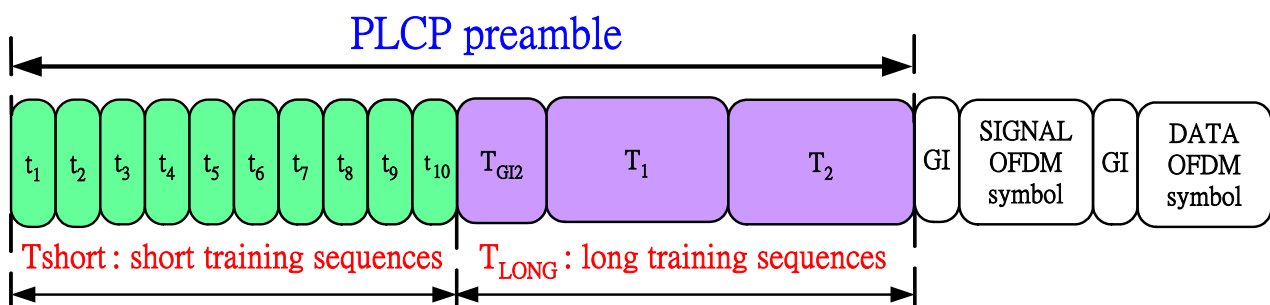 PLCP preamble
t1 t2 t3 t4 t5 t6 t7 t8 t9 t10 TGI2 T1 T2 GI SIGNAL OFDM symbol GI DATA OFDM symbol
Tshort : short training sequences
TLONG : long training sequences